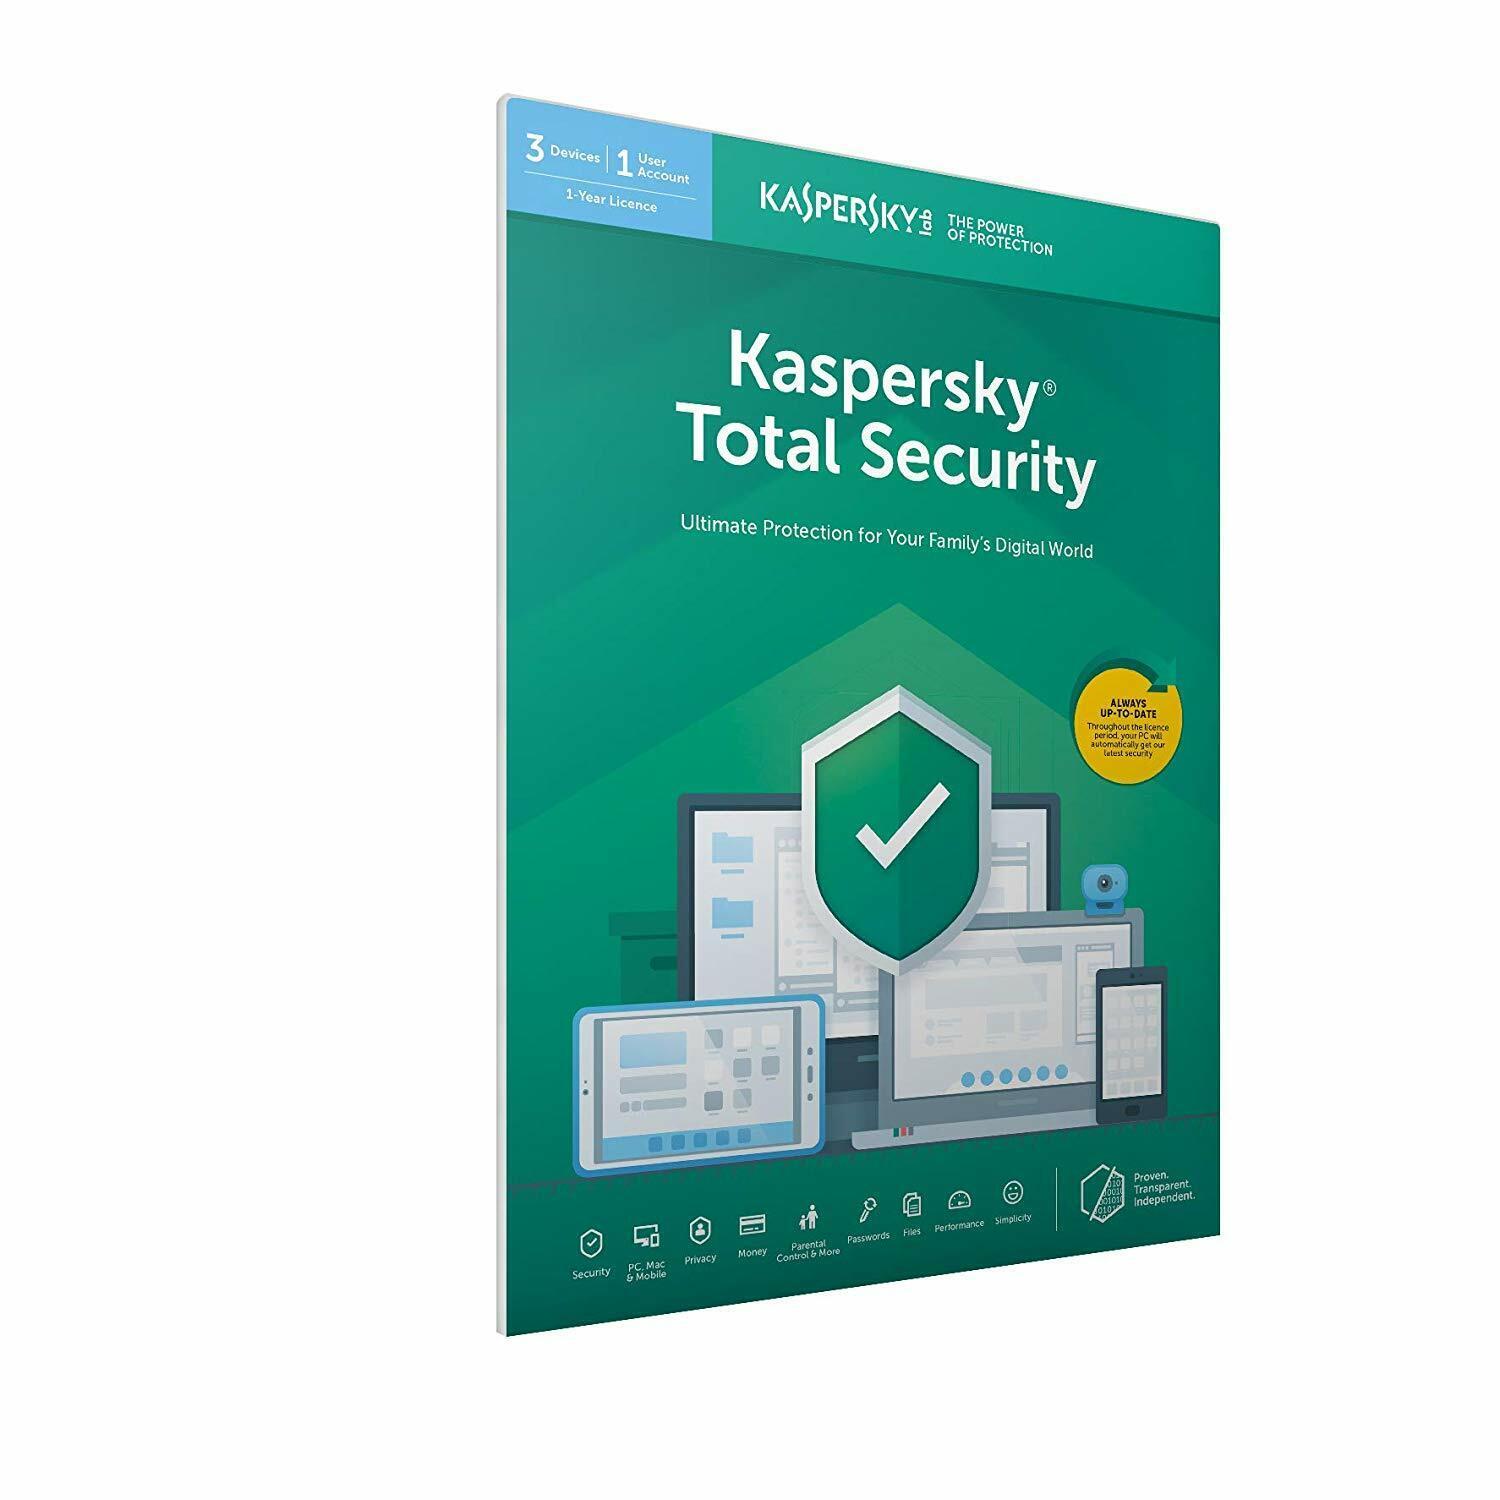 3 Devices | 1 User Account
1-Year Licence
KASPERSKY lab
THE POWER
OF PROTECTION
Kaspersky®
Total Security
Ultimate Protection for Your Family's Digital World
ALWAYS
UP-TO-DATE
Throughout the licence
period, your PC will
automatically get our
latest security
Security
PC, Mac
& Mobile
Privacy
Money
Parental
Control & More
Passwords
Files
Performance
Simplicity
Proven.
Transparent.
Independent.